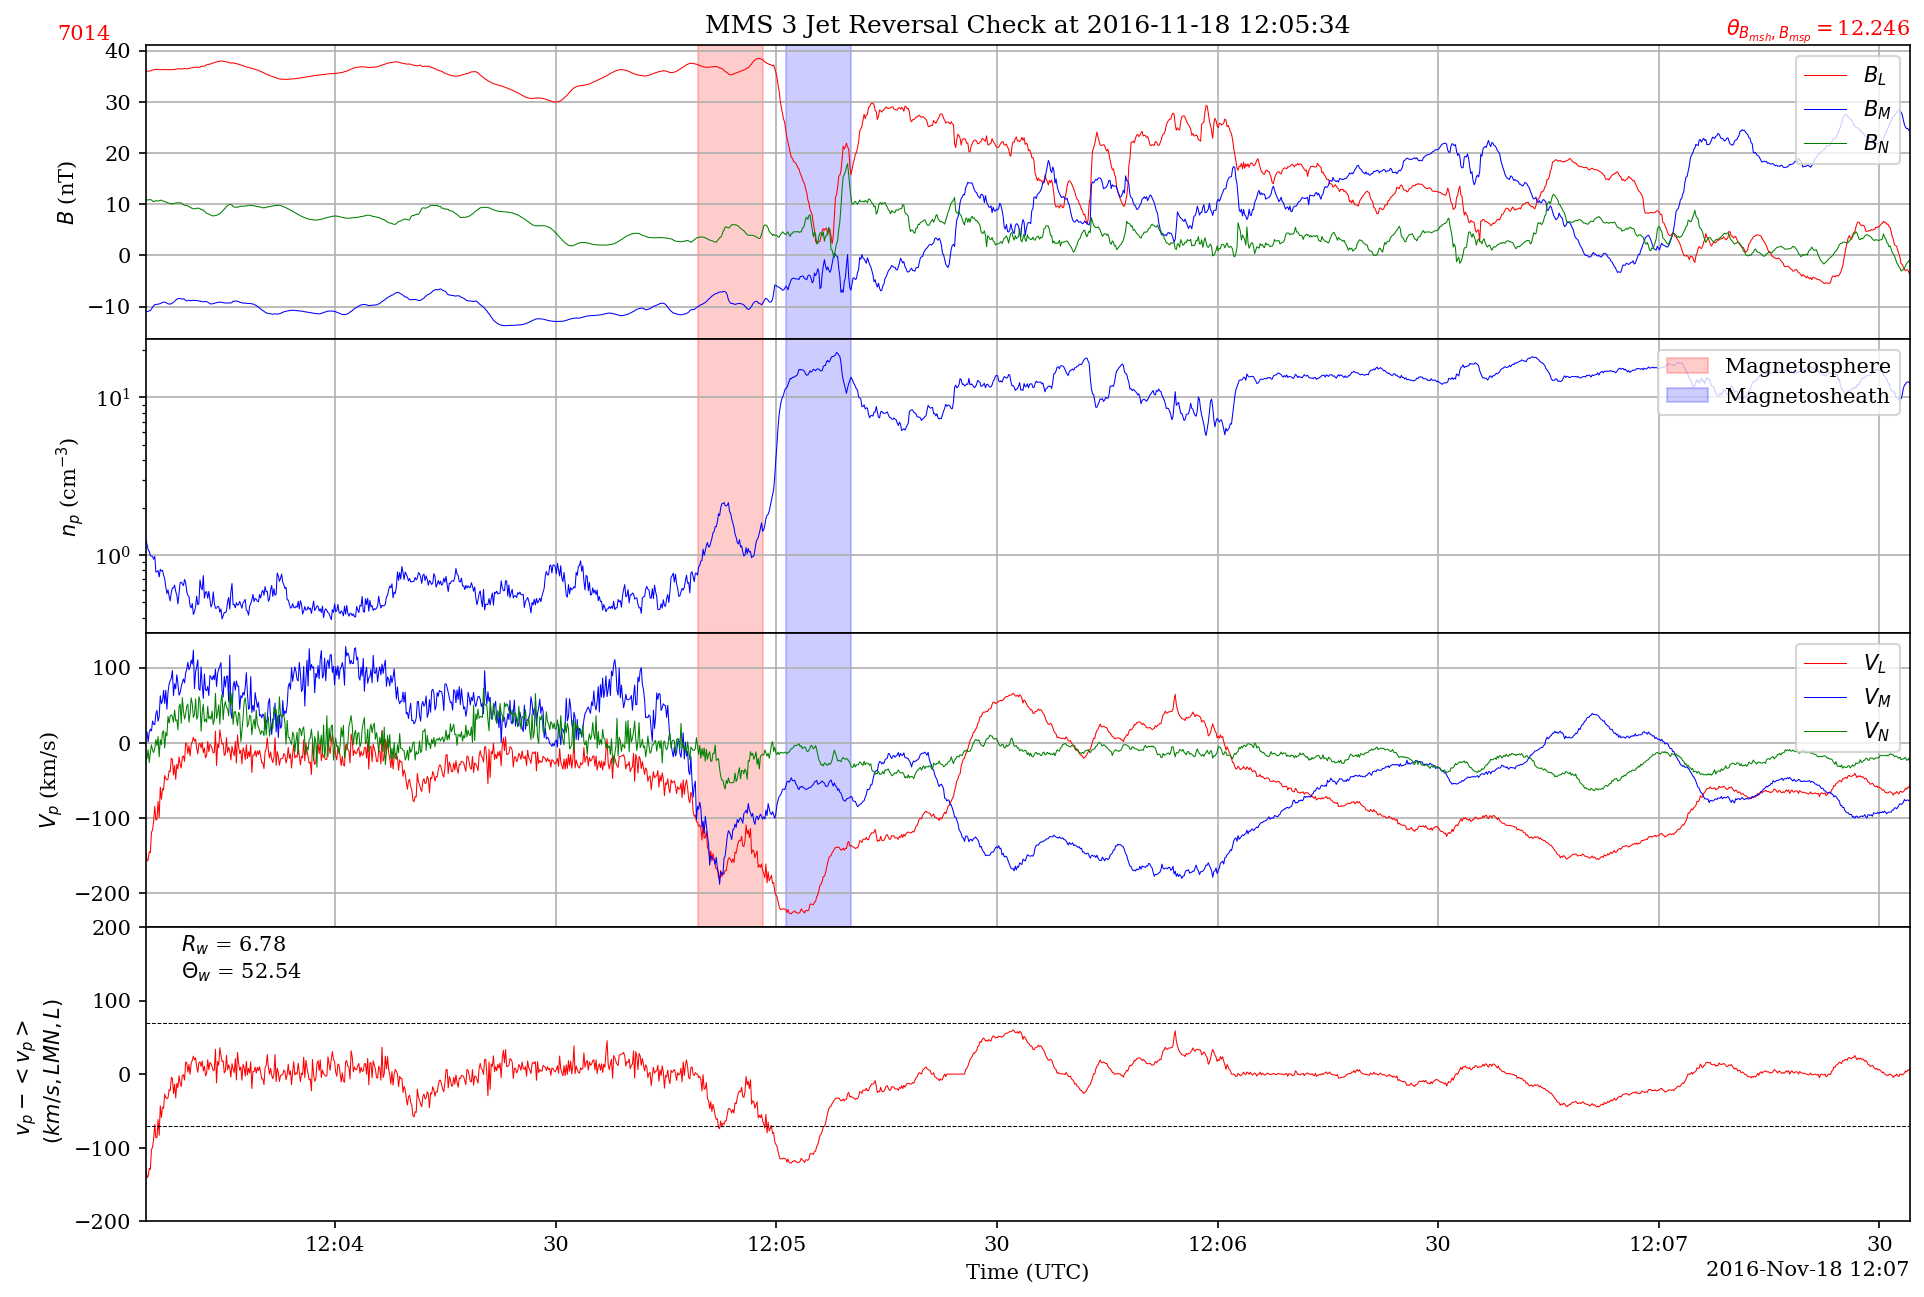 MMS 3 Jet Reversal Check at 2016-11-18 12:05:34
7014
θ_{B_{msh}, B_{msp}} = 12.246
40
30
20
10
0
−10
B (nT)
B_L
B_M
B_N
10^1
10^0
n_p (cm^{−3})
Magnetosphere
Magnetosheath
100
0
−100
−200
V_p (km/s)
V_L
V_M
V_N
200
100
0
−100
−200
v_p − < v_p >
(km/s, LMN, L)
R_w = 6.78
Θ_w = 52.54
12:04
30
12:05
30
12:06
30
12:07
30
Time (UTC)
2016-Nov-18 12:07